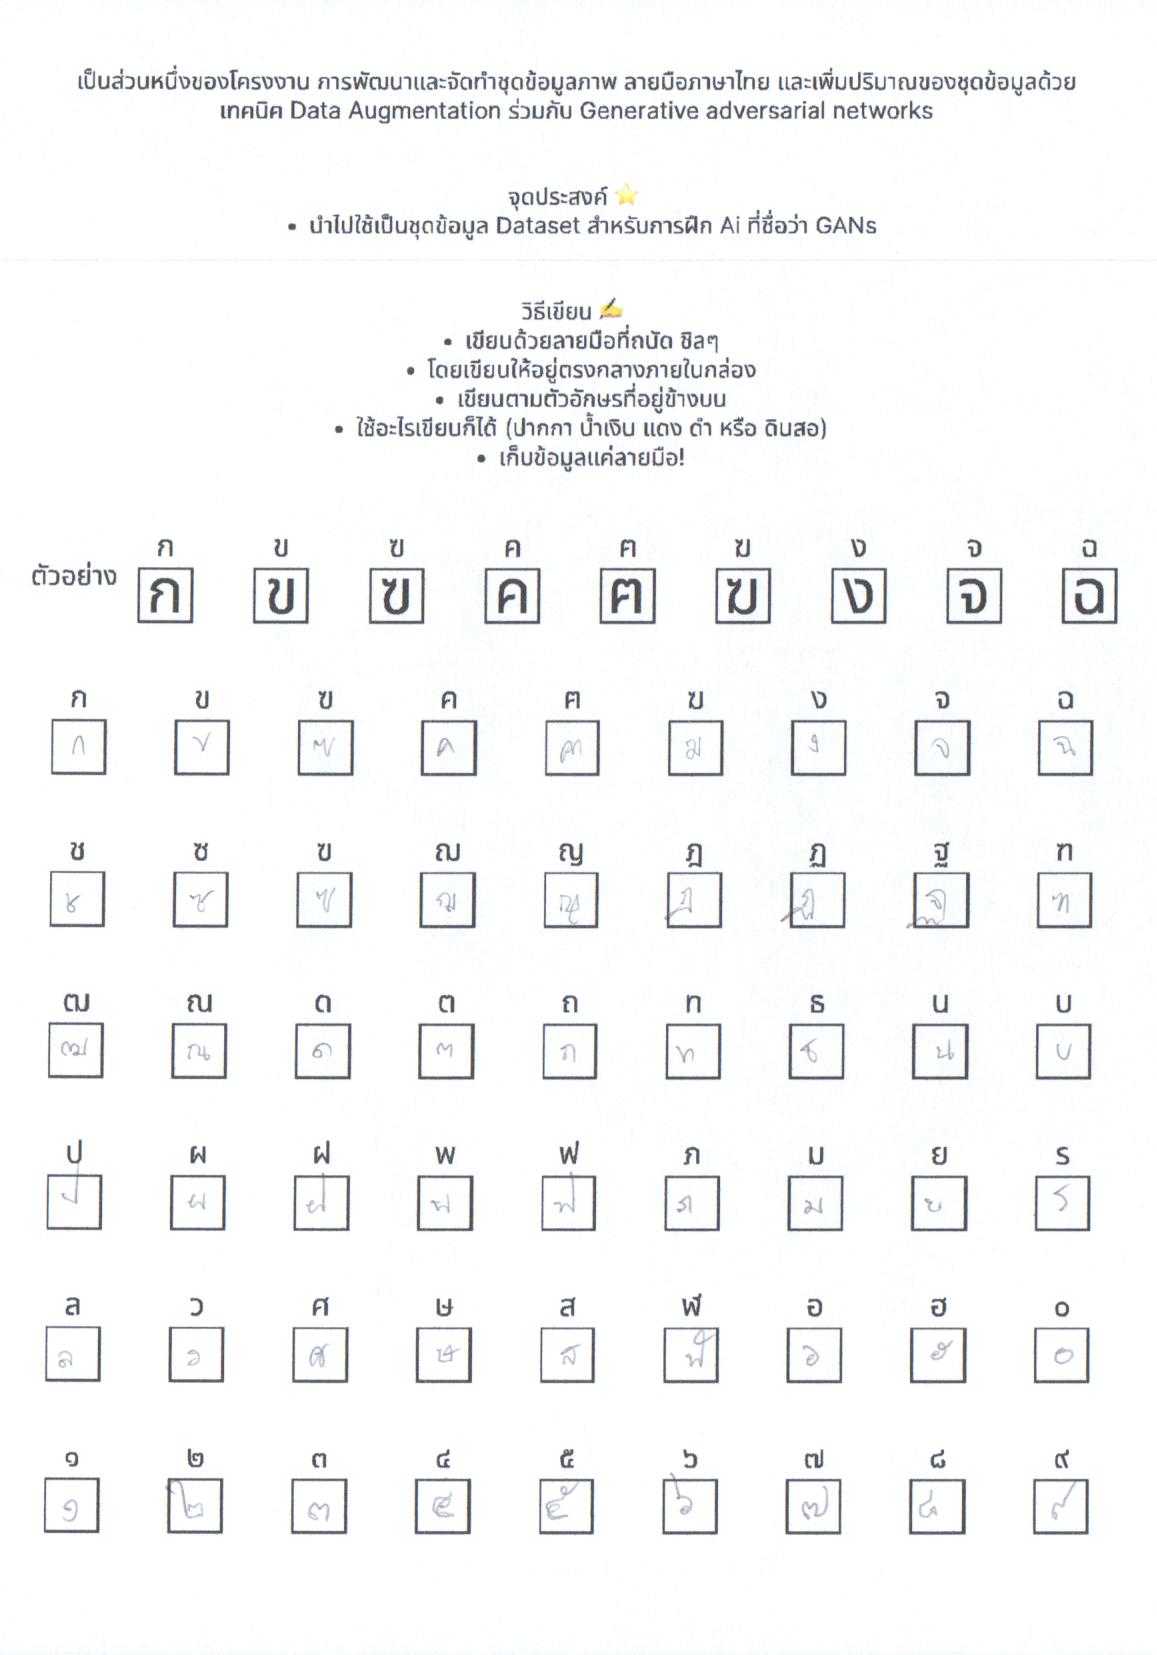 เป็นส่วนหนึ่งของโครงงาน การพัฒนาและจัดทำชุดข้อมูลภาพ ลายมือภาษาไทย และเพิ่มปริมาณของชุดข้อมูลด้วย
เทคนิค Data Augmentation ร่วมกับ Generative adversarial networks
จุดประสงค์ ⭐
• นำไปใช้เป็นชุดข้อมูล Dataset สำหรับการฝึก Ai ที่ชื่อว่า GANs
วิธีเขียน ✍️
• เขียนด้วยลายมือที่ถนัด ชิลๆ
• โดยเขียนให้อยู่ตรงกลางภายในกล่อง
• เขียนตามตัวอักษรที่อยู่ข้างบน
• ใช้อะไรเขียนก็ได้ (ปากกา น้ำเงิน แดง ดำ หรือ ดินสอ)
• เก็บข้อมูลแค่ลายมือ!
ก ข ฃ ค ฅ ฆ ง จ ฉ
ตัวอย่าง ก ข ฃ ค ฅ ฆ ง จ ฉ
ก ข ฃ ค ฅ ฆ ง จ ฉ
ก ข ฃ ค ฅ ฆ ง จ ฉ
ช ซ ฃ ฌ ญ ฎ ฏ ฐ ฑ
ช ซ ฃ ฌ ญ ฎ ฏ ฐ ฑ
ฒ ณ ด ต ถ ท ธ น บ
ฒ ณ ด ต ถ ท ธ น บ
ป ผ ฝ พ ฟ ภ ม ย ร
ป ผ ฝ พ ฟ ภ ม ย ร
ล ว ศ ษ ส ฬ อ ฮ ๐
ล ว ศ ษ ส ฬ อ ฮ ๐
๑ ๒ ๓ ๔ ๕ ๖ ๗ ๘ ๙
๑ ๒ ๓ ๔ ๕ ๖ ๗ ๘ ๙